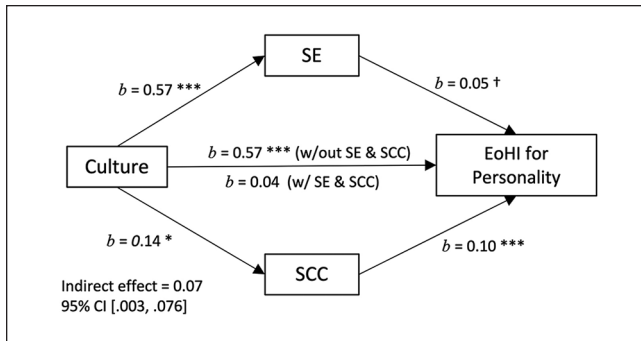 SE
b = 0.57 ***
b = 0.05 †
Culture
b = 0.57 *** (w/out SE & SCC)
b = 0.04 (w/ SE & SCC)
EoHI for
Personality
b = 0.14 *
b = 0.10 ***
SCC
Indirect effect = 0.07
95% CI [.003, .076]